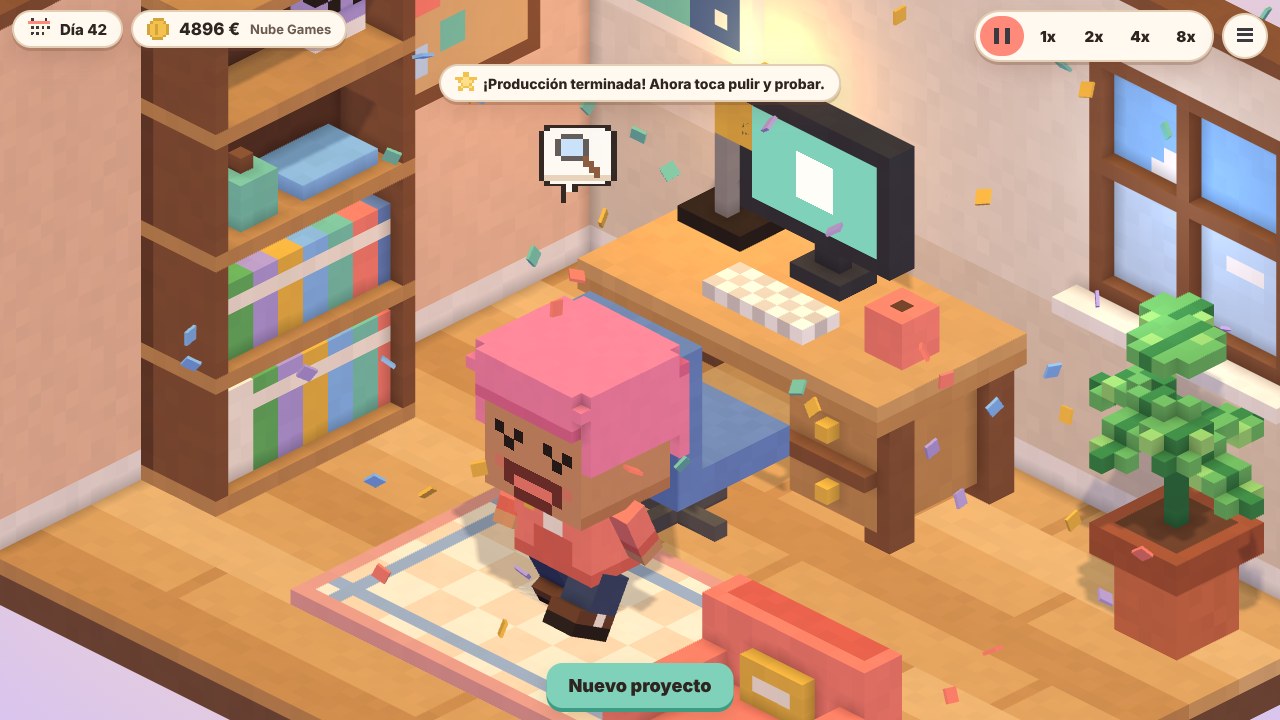 Día 42
4896 € Nube Games
1x 2x 4x 8x
¡Producción terminada! Ahora toca pulir y probar.
Nuevo proyecto